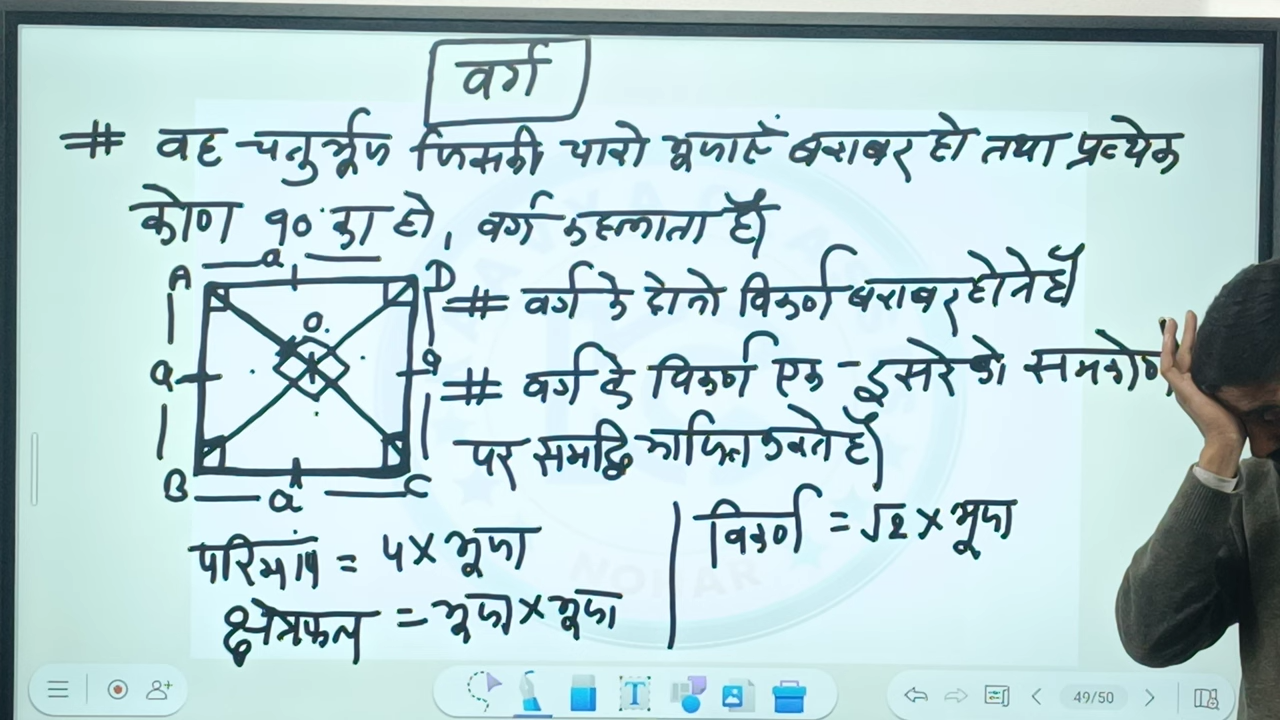 वर्ग
# वह चतुर्भुज जिसकी चारो भुजाएं बराबर हो तथा प्रत्येक
कोण 90° का हो, वर्ग कहलाता है।
A a D
# वर्ग के दोनो विकर्ण बराबर होते हैं
O
a a
# वर्ग के विकर्ण एक-दूसरे को समकोण
पर समद्विभाजित करते हैं।
B a C
परिमाप = 4 × भुजा
विकर्ण = √2 × भुजा
क्षेत्रफल = भुजा × भुजा
T
49/50